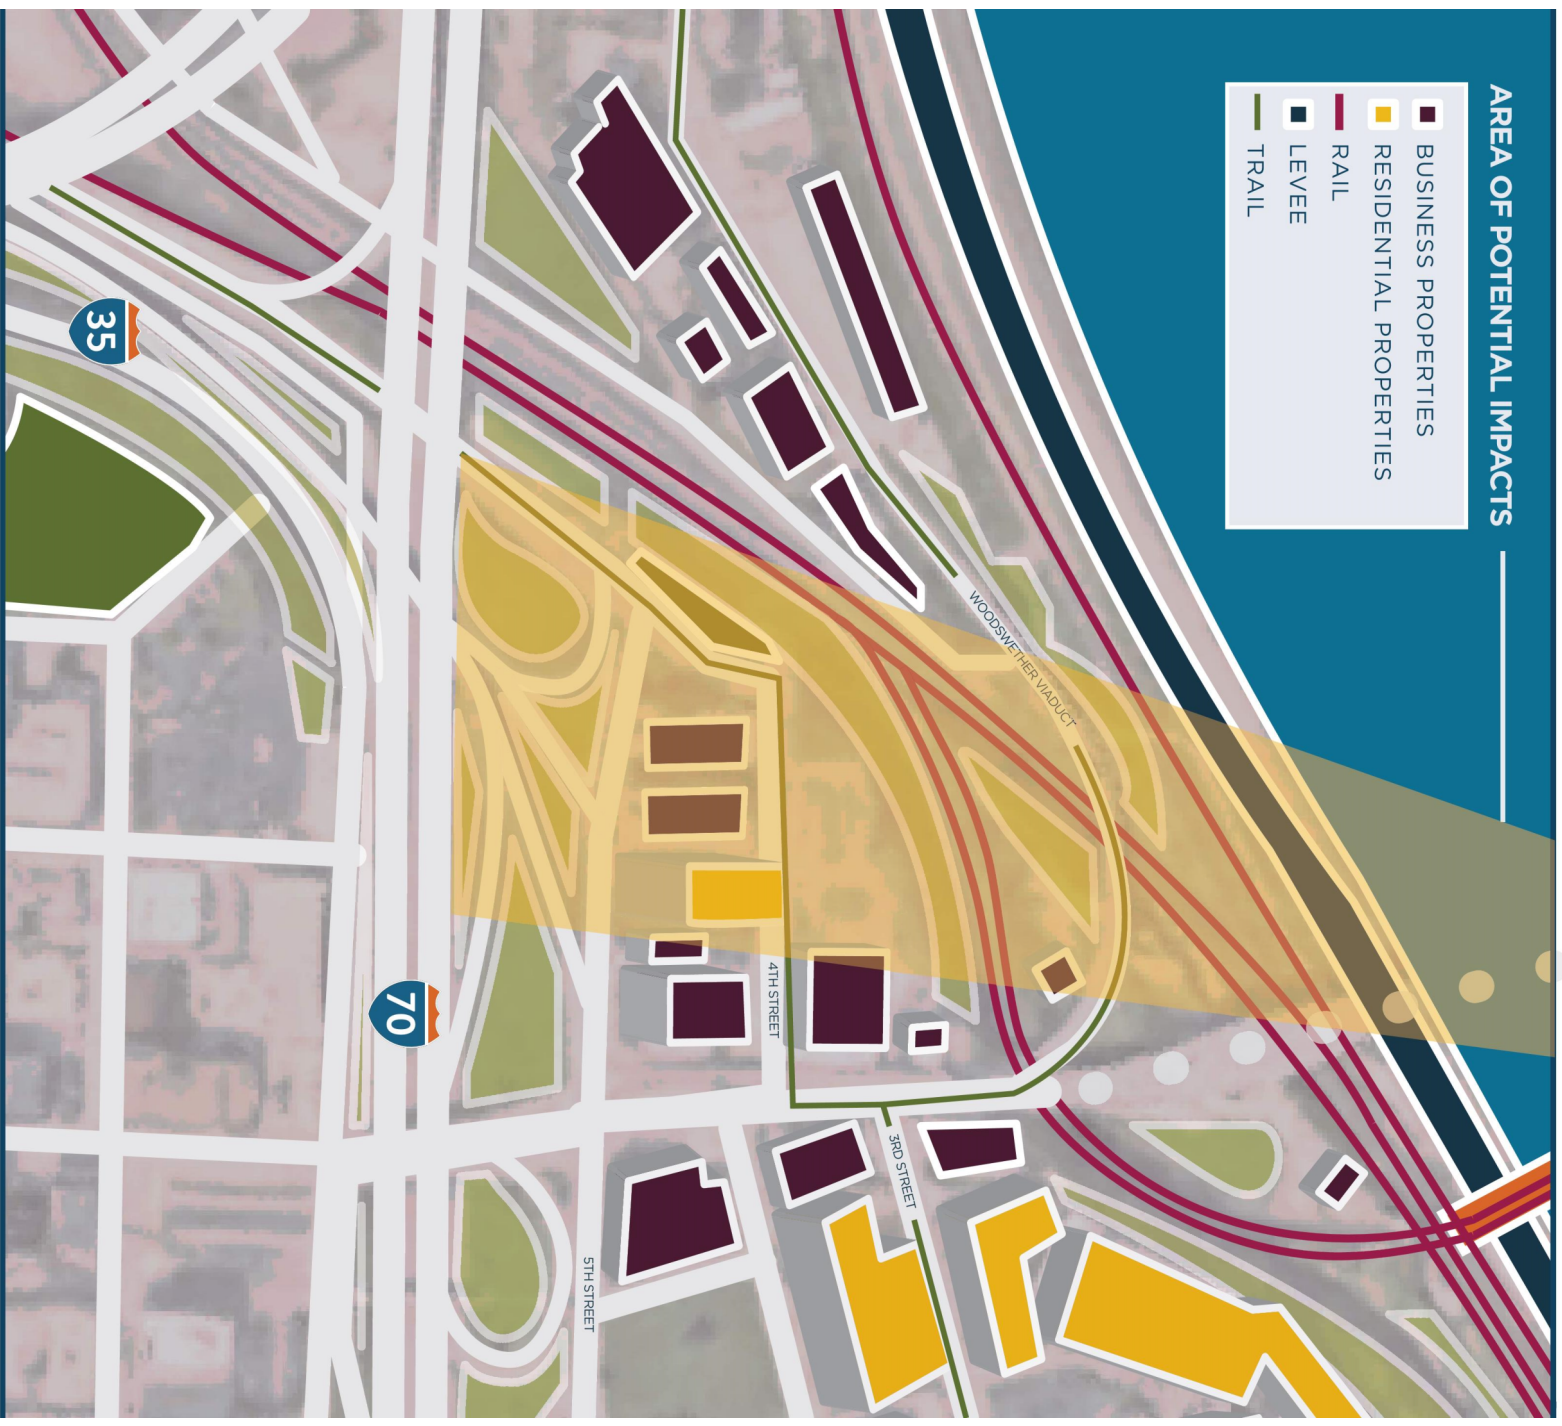 AREA OF POTENTIAL IMPACTS
BUSINESS PROPERTIES
RESIDENTIAL PROPERTIES
RAIL
LEVEE
TRAIL
35
WOODSWETHER VIADUCT
70
4TH STREET
3RD STREET
5TH STREET